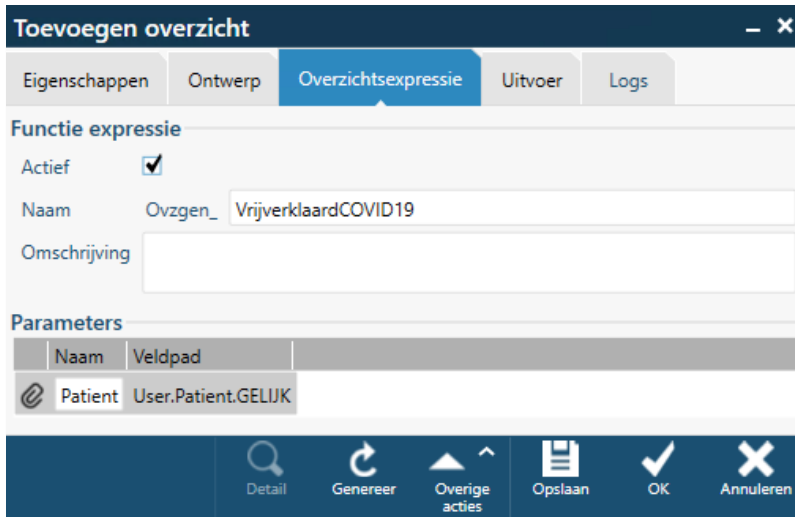 Toevoegen overzicht
Eigenschappen Ontwerp Overzichtsexpressie Uitvoer Logs
Functie expressie
Actief
Naam Ovzgen_ VrijverklaardCOVID19
Omschrijving
Parameters
Naam Veldpad
Patient User.Patient.GELIJK
Detail Genereer Overige acties Opslaan OK Annuleren